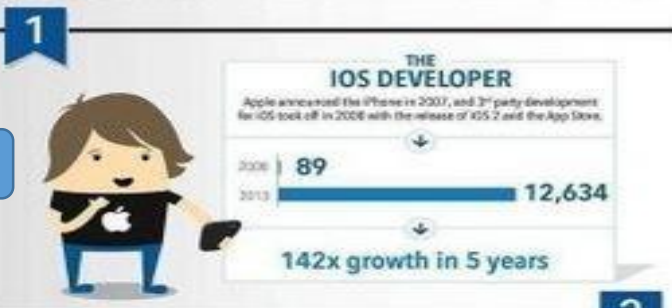 1
THE
IOS DEVELOPER
Apple announced the iPhone in 2007, and 3rd party development
for iOS took off in 2008 with the release of iOS 2 and the App Store.
2008 89
2013 12,634
142x growth in 5 years